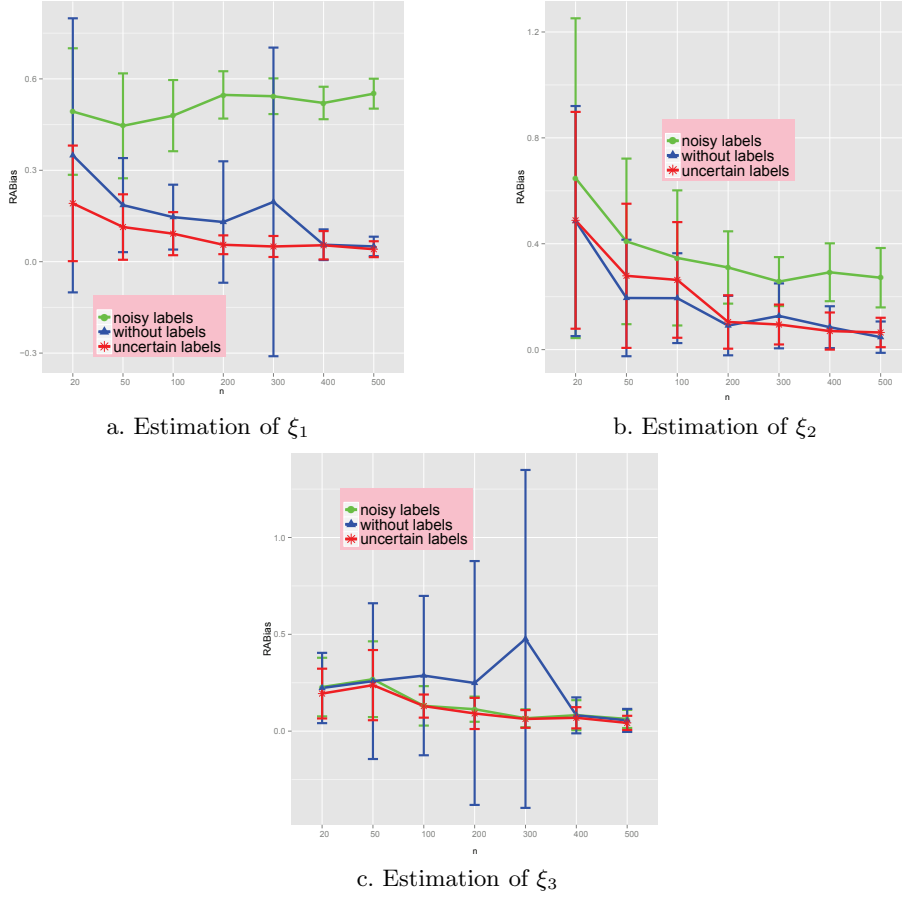 RABias
0.6
0.3
0.0
−0.3
noisy labels
without labels
uncertain labels
20 50 100 200 300 400 500
n
a. Estimation of ξ1
RABias
1.2
0.8
0.4
0.0
noisy labels
without labels
uncertain labels
20 50 100 200 300 400 500
n
b. Estimation of ξ2
RABias
1.0
0.5
0.0
noisy labels
without labels
uncertain labels
20 50 100 200 300 400 500
n
c. Estimation of ξ3